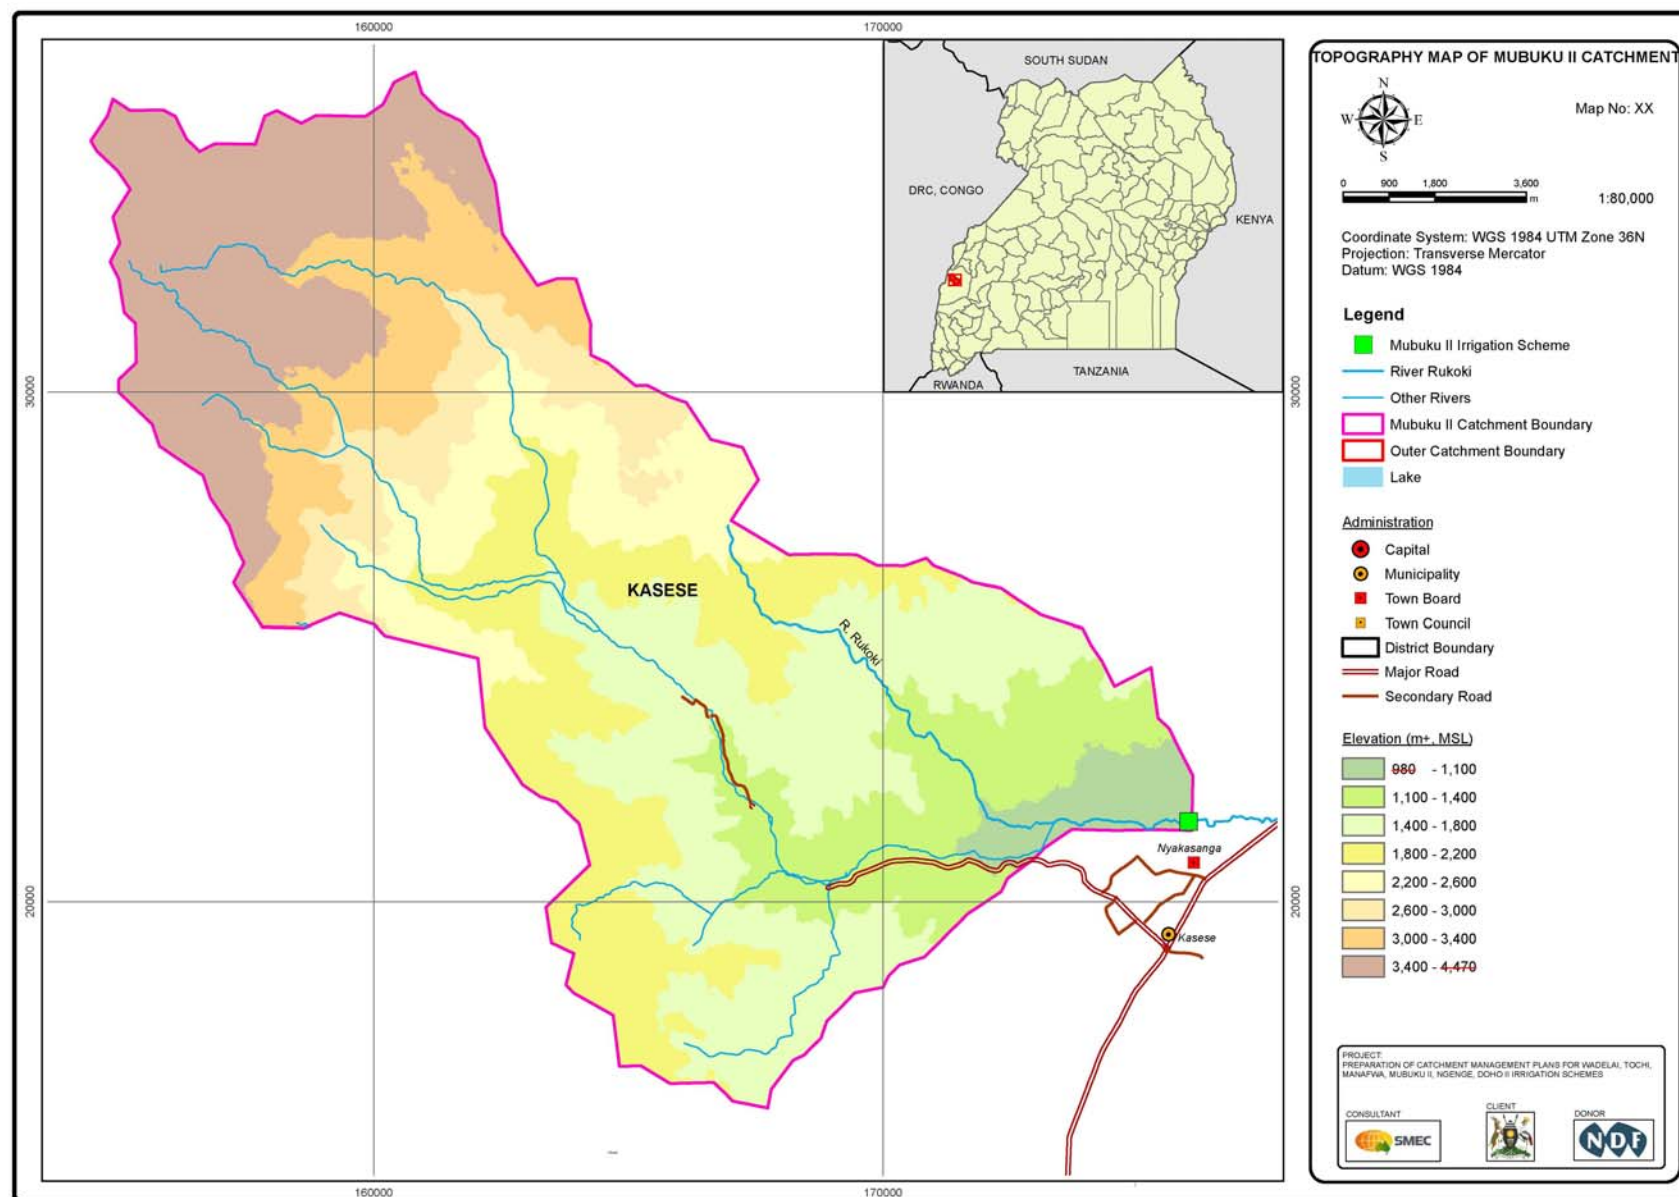 160000
170000
SOUTH SUDAN
DRC, CONGO
KENYA
RWANDA
TANZANIA
30000
30000
KASESE
R. Rukoki
Nyakasanga
20000
20000
Kasese
160000
170000
TOPOGRAPHY MAP OF MUBUKU II CATCHMENT
N
W
E
S
Map No: XX
0 900 1,800 3,600
m
1:80,000
Coordinate System: WGS 1984 UTM Zone 36N
Projection: Transverse Mercator
Datum: WGS 1984
Legend
Mubuku II Irrigation Scheme
River Rukoki
Other Rivers
Mubuku II Catchment Boundary
Outer Catchment Boundary
Lake
Administration
Capital
Municipality
Town Board
Town Council
District Boundary
Major Road
Secondary Road
Elevation (m+, MSL)
980 - 1,100
1,100 - 1,400
1,400 - 1,800
1,800 - 2,200
2,200 - 2,600
2,600 - 3,000
3,000 - 3,400
3,400 - 4,470
PROJECT:
PREPARATION OF CATCHMENT MANAGEMENT PLANS FOR WADELAI, TOCHI,
MANAFWA, MUBUKU II, NGENGE, DOHO II IRRIGATION SCHEMES
CONSULTANT
CLIENT
DONOR
SMEC
NDF